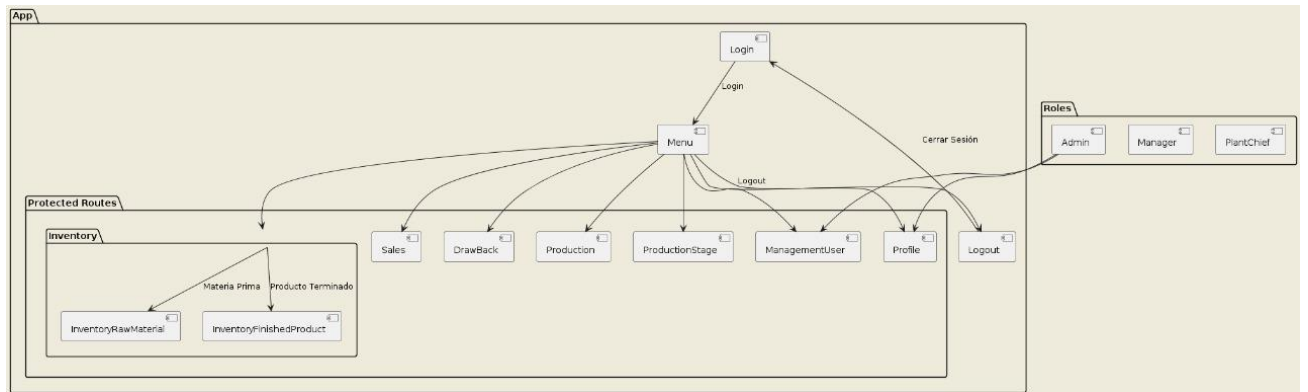 App
Login
Login
Roles
Menu
Cerrar Sesión
Admin
Manager
PlantChief
Logout
Protected Routes
Inventory
Sales
DrawBack
Production
ProductionStage
ManagementUser
Profile
Logout
Materia Prima
Producto Terminado
InventoryRawMaterial
InventoryFinishedProduct